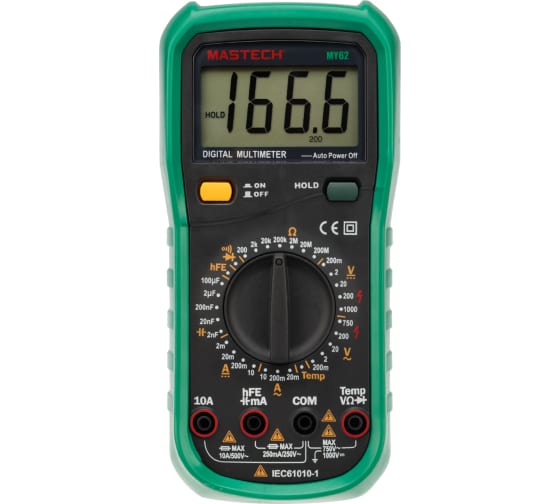 MASTECH MY62
HOLD 166.6
200
DIGITAL MULTIMETER Auto Power Off
ON
OFF
HOLD
CE
Ω
200 2k 20k 200k 2M 20M 200M
hFE
100μF
2μF
200nF
20nF
2nF
200m
2
20
200
1000
V
750
200
20
2
200m
V
2m
20m
200m
10
A
10
200m
20m
A
Temp
10A
hFE
mA
COM
Temp
VΩ
MAX
10A/500V~
MAX
250mA/250V~
MAX
750V~
1000V
IEC61010-1